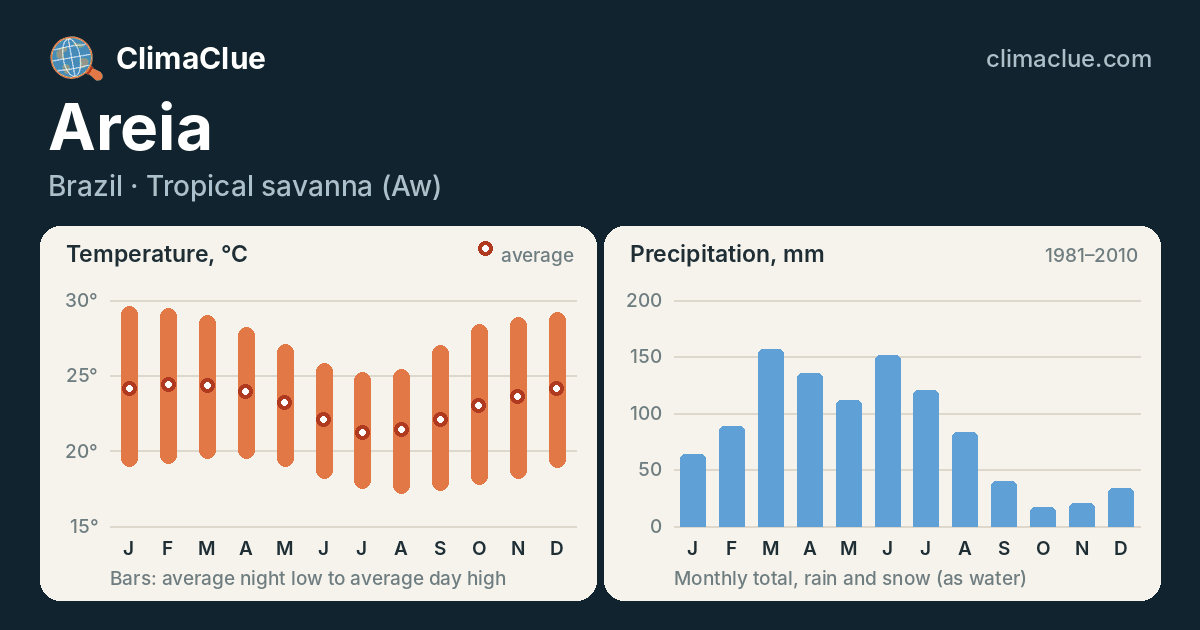 ClimaClue
climaclue.com
Areia
Brazil · Tropical savanna (Aw)
Temperature, °C
average
30°
25°
20°
15°
J F M A M J J A S O N D
Bars: average night low to average day high
Precipitation, mm
1981–2010
200
150
100
50
0
J F M A M J J A S O N D
Monthly total, rain and snow (as water)